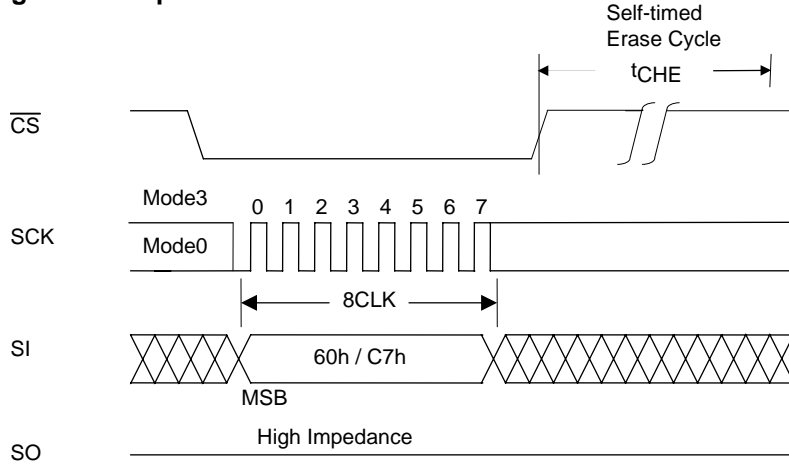 Self-timed
Erase Cycle
tCHE
CS
Mode3
0 1 2 3 4 5 6 7
SCK
Mode0
8CLK
SI
60h / C7h
MSB
High Impedance
SO